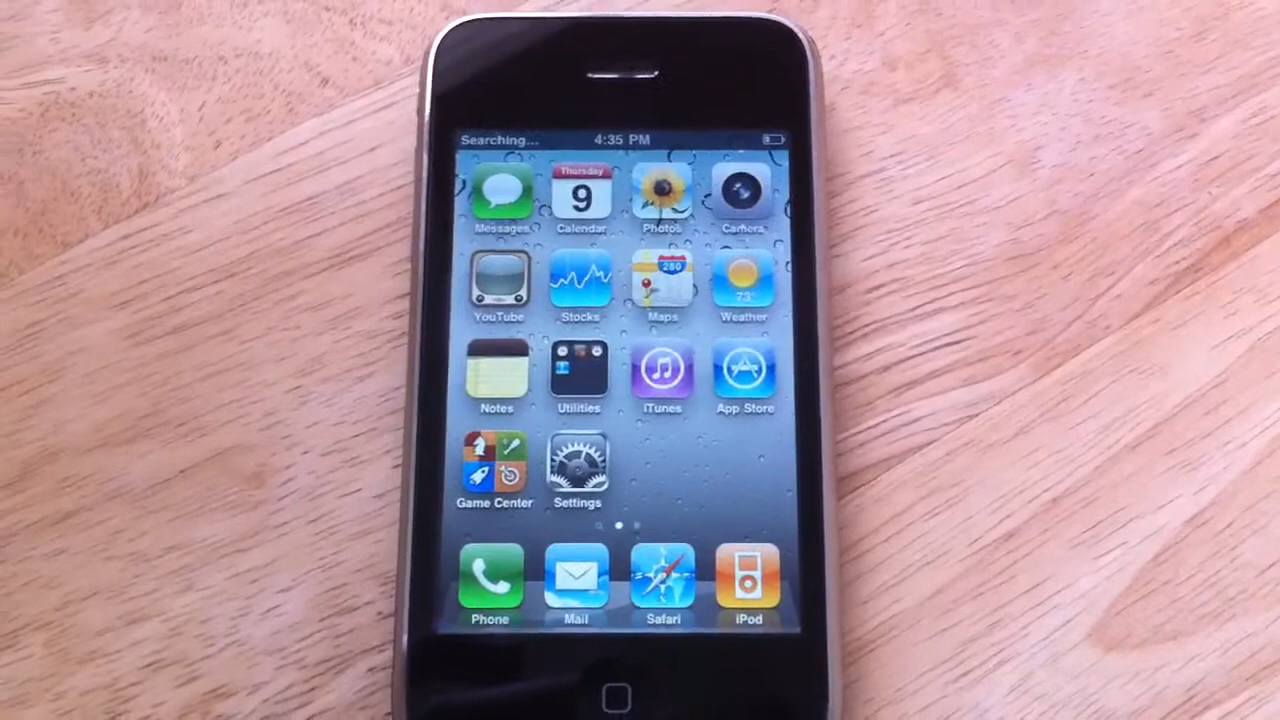 Searching... 4:35 PM
Thursday
9
Messages Calendar Photos Camera
280
73°
YouTube Stocks Maps Weather
Notes Utilities iTunes App Store
Game Center Settings
Phone Mail Safari iPod